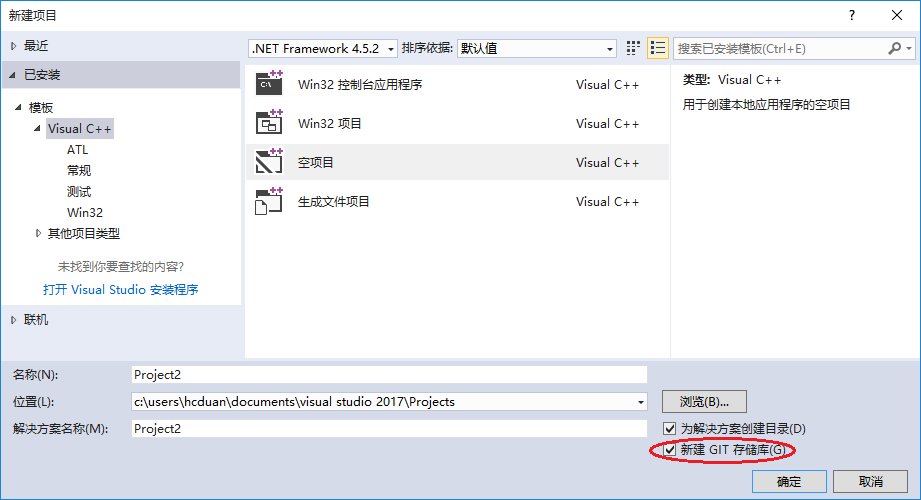 新建项目
?
最近
.NET Framework 4.5.2 排序依据: 默认值
搜索已安装模板(Ctrl+E)
已安装
模板
Visual C++
ATL
常规
测试
Win32
其他项目类型
未找到你要查找的内容?
打开 Visual Studio 安装程序
联机
C:\
Win32 控制台应用程序 Visual C++
Win32 项目 Visual C++
空项目 Visual C++
生成文件项目 Visual C++
类型: Visual C++
用于创建本地应用程序的空项目
名称(N): Project2
位置(L): c:\users\hcduan\documents\visual studio 2017\Projects 浏览(B)...
解决方案名称(M): Project2 为解决方案创建目录(D)
新建 GIT 存储库(G)
确定 取消